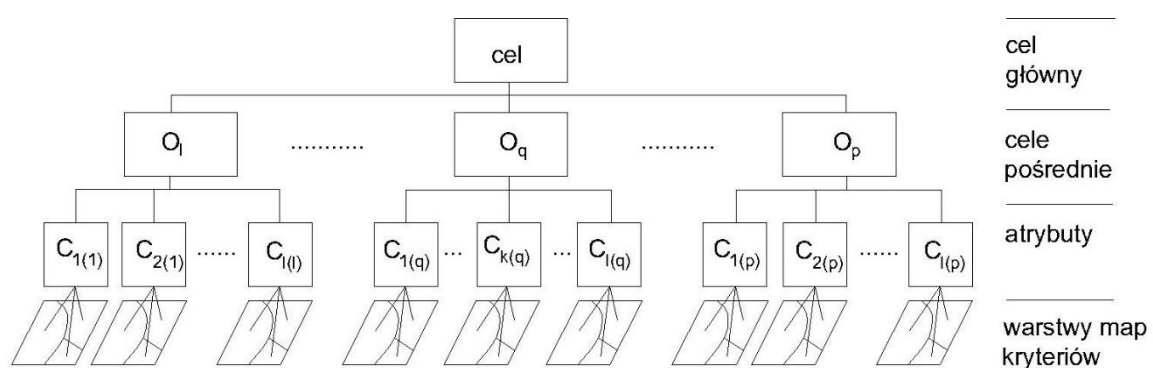 cel
cel
główny
O_l ........... O_q ........... O_p
cele
pośrednie
C_1(1) C_2(1) ...... C_l(l) C_1(q) ... C_k(q) ... C_l(q) C_1(p) C_2(p) ...... C_l(p)
atrybuty
warstwy map
kryteriów